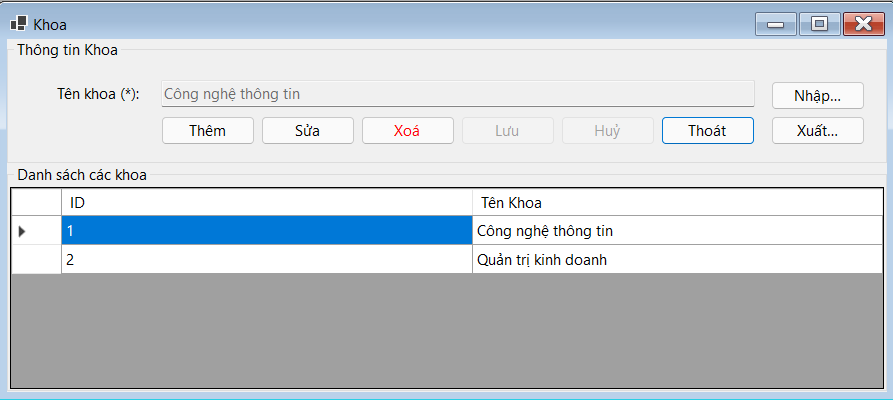 Khoa
Thông tin Khoa
Tên khoa (*): Công nghệ thông tin Nhập...
Thêm Sửa Xoá Lưu Huỷ Thoát Xuất...
Danh sách các khoa
ID Tên Khoa
1 Công nghệ thông tin
2 Quản trị kinh doanh